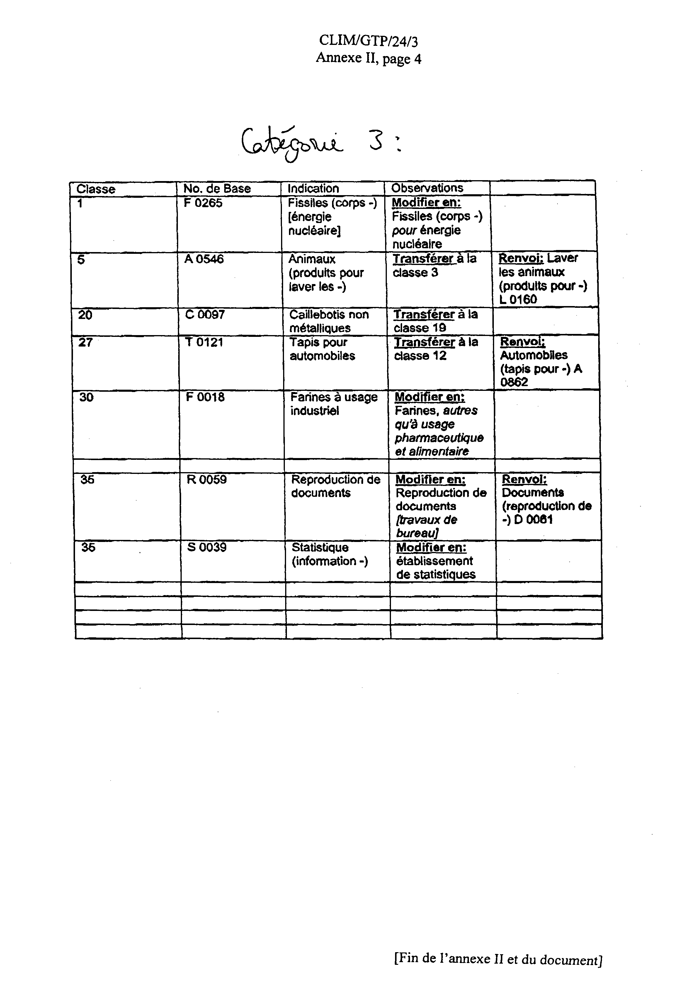 CLIM/GTP/24/3
Annexe II, page 4
Catégorie 3 :
Classe
No. de Base
Indication
Observations
1
F 0265
Fissiles (corps -)
[énergie
nucléaire]
Modifier en:
Fissiles (corps -)
pour énergie
nucléaire
5
A 0546
Animaux
(produits pour
laver les -)
Transférer à la
classe 3
Renvoi: Laver
les animaux
(produits pour -)
L 0160
20
C 0097
Caillebotis non
métalliques
Transférer à la
classe 19
27
T 0121
Tapis pour
automobiles
Transférer à la
classe 12
Renvoi:
Automobiles
(tapis pour -) A
0862
30
F 0018
Farines à usage
industriel
Modifier en:
Farines, autres
qu'à usage
pharmaceutique
et alimentaire
35
R 0059
Reproduction de
documents
Modifier en:
Reproduction de
documents
[travaux de
bureau]
Renvoi:
Documents
(reproduction de
-) D 0061
35
S 0039
Statistique
(information -)
Modifier en:
établissement
de statistiques
[Fin de l'annexe II et du document]